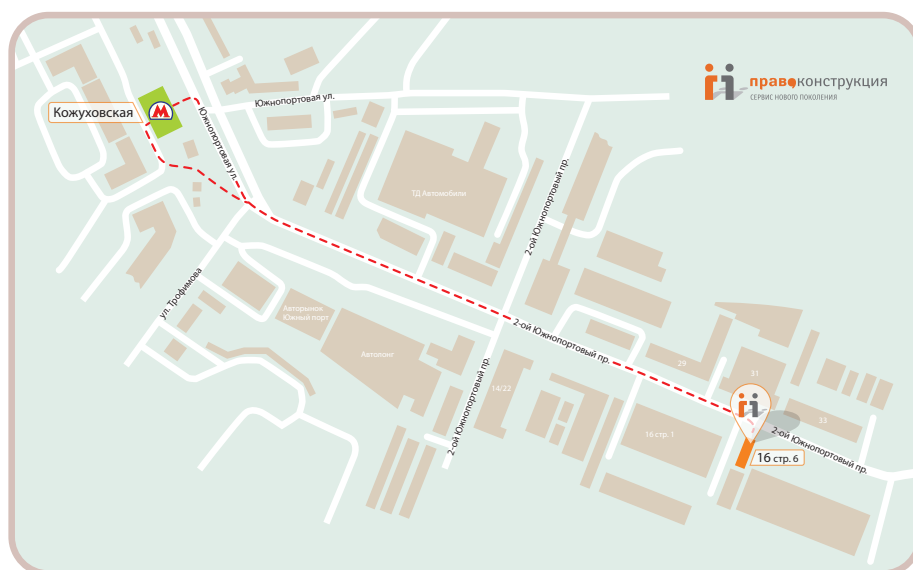 правоконструкция
СЕРВИС НОВОГО ПОКОЛЕНИЯ
Кожуховская
М
Южнопортовая ул.
Южнопортовая ул.
ТД Автомобили
2-ой Южнопортовый пр.
ул. Трофимова
Авторынок
Южный порт
Автолонг
2-ой Южнопортовый пр.
2-ой Южнопортовый пр.
14/22
29
31
33
16 стр. 1
2-ой Южнопортовый пр.
16 стр. 6